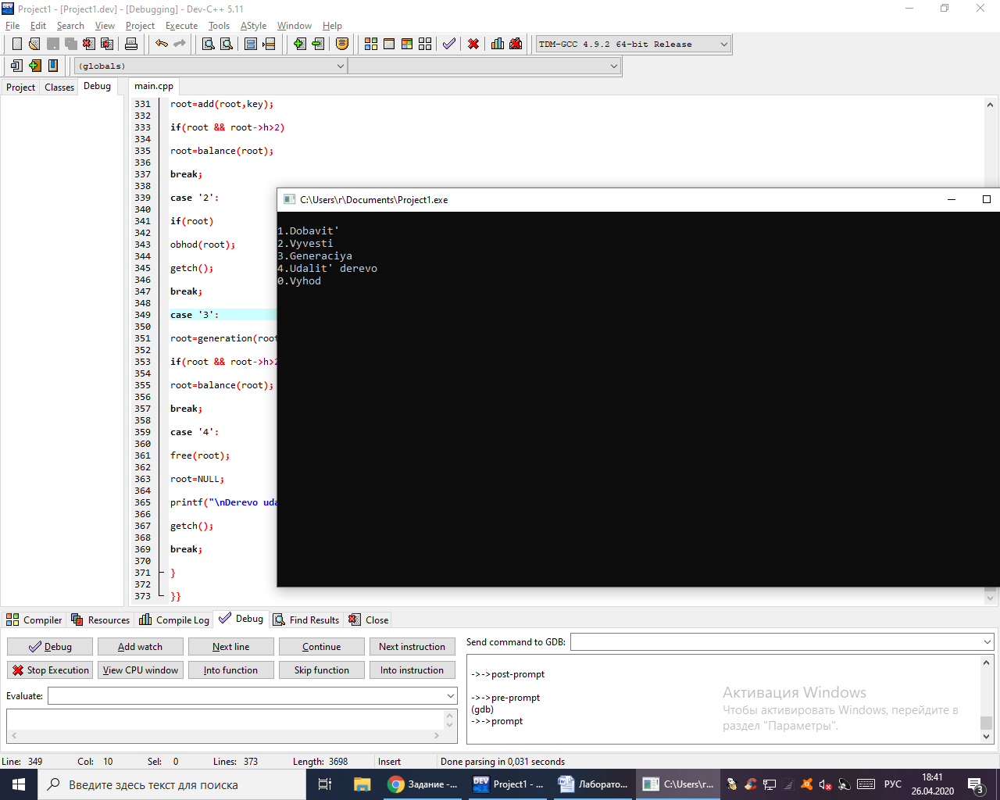 Project1 - [Project1.dev] - [Debugging] - Dev-C++ 5.11
File Edit Search View Project Execute Tools AStyle Window Help
TDM-GCC 4.9.2 64-bit Release
(globals)
Project Classes Debug
main.cpp
331 root=add(root,key);
332
333 if(root && root->h>2)
334
335 root=balance(root);
336
337 break;
338
339 case '2':
340
341 if(root)
342
343 obhod(root);
344
345 getch();
346
347 break;
348
349 case '3':
350
351 root=generation(root
352
353 if(root && root->h>2
354
355 root=balance(root);
356
357 break;
358
359 case '4':
360
361 free(root);
362
363 root=NULL;
364
365 printf("\nDerevo uda
366
367 getch();
368
369 break;
370
371 }
372
373 }}
C:\Users\r\Documents\Project1.exe
1.Dobavit'
2.Vyvesti
3.Generaciya
4.Udalit' derevo
0.Vyhod
Compiler Resources Compile Log Debug Find Results Close
Debug Add watch Next line Continue Next instruction
Stop Execution View CPU window Into function Skip function Into instruction
Evaluate:
Send command to GDB:
->->post-prompt
->->pre-prompt
(gdb)
->->prompt
Активация Windows
Чтобы активировать Windows, перейдите в
раздел "Параметры".
Line: 349 Col: 10 Sel: 0 Lines: 373 Length: 3698 Insert Done parsing in 0,031 seconds
Введите здесь текст для поиска
Задание -...
Project1 - ...
Лаборато...
C:\Users\r...
РУС
18:41
26.04.2020
3